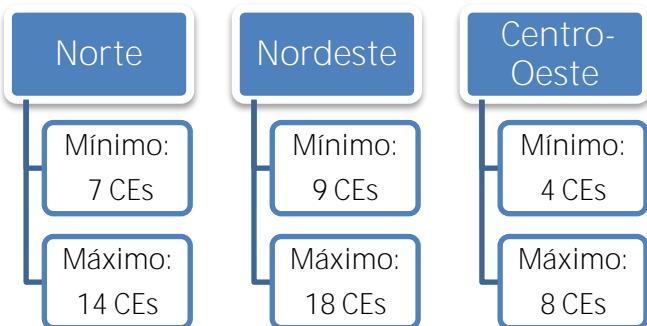 Norte
Mínimo:
7 CEs
Máximo:
14 CEs
Nordeste
Mínimo:
9 CEs
Máximo:
18 CEs
Centro-
Oeste
Mínimo:
4 CEs
Máximo:
8 CEs